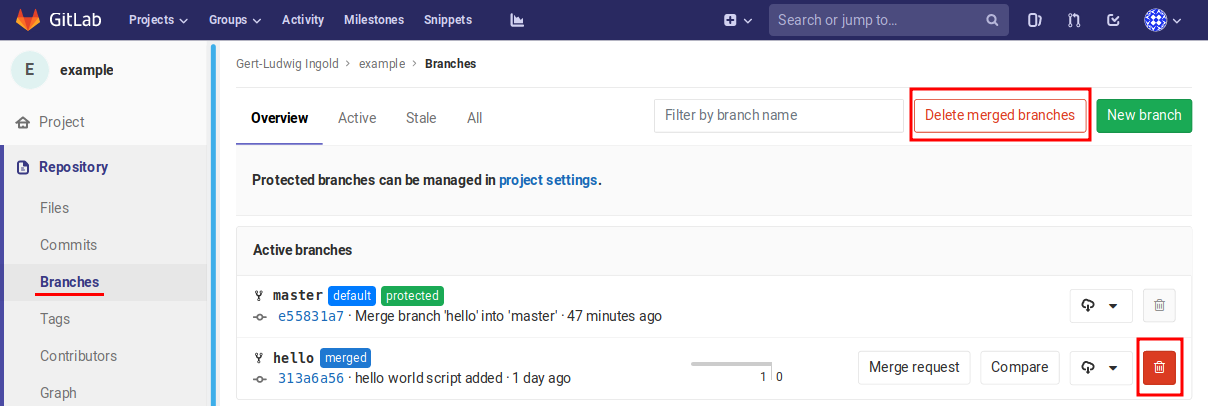 GitLab Projects Groups Activity Milestones Snippets Search or jump to...
E example
Project
Repository
Files
Commits
Branches
Tags
Contributors
Graph
Gert-Ludwig Ingold > example > Branches
Overview Active Stale All Filter by branch name Delete merged branches New branch
Protected branches can be managed in project settings.
Active branches
master default protected
e55831a7 · Merge branch 'hello' into 'master' · 47 minutes ago
hello merged
313a6a56 · hello world script added · 1 day ago
1 0
Merge request Compare